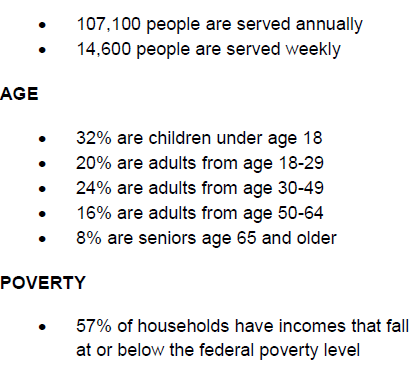 • 107,100 people are served annually
• 14,600 people are served weekly
AGE
• 32% are children under age 18
• 20% are adults from age 18-29
• 24% are adults from age 30-49
• 16% are adults from age 50-64
• 8% are seniors age 65 and older
POVERTY
• 57% of households have incomes that fall
at or below the federal poverty level